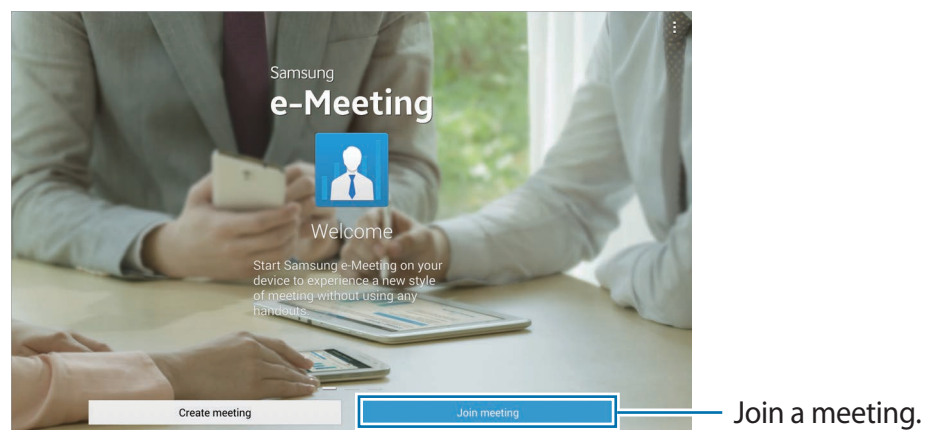 Samsung
e-Meeting
Welcome
Start Samsung e-Meeting on your
device to experience a new style
of meeting without using any
handouts.
Create meeting
Join meeting
Join a meeting.